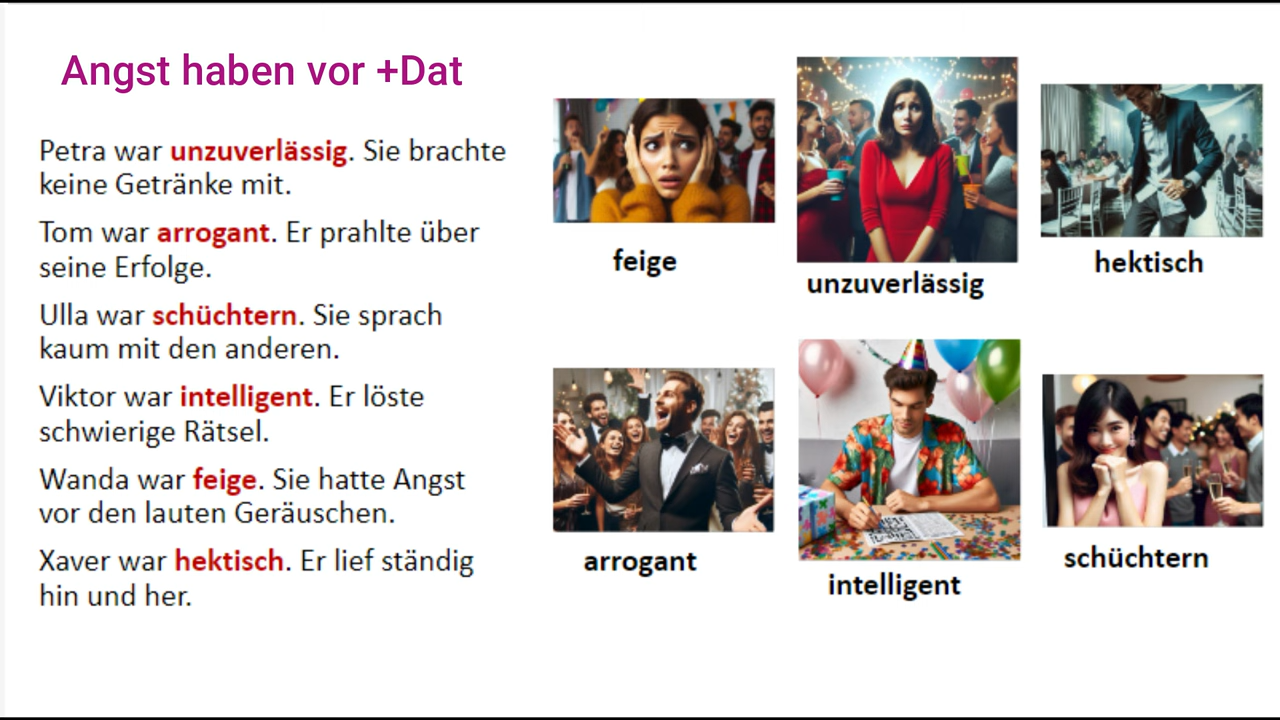 Angst haben vor +Dat
Petra war unzuverlässig. Sie brachte
keine Getränke mit.
Tom war arrogant. Er prahlte über
seine Erfolge.
Ulla war schüchtern. Sie sprach
kaum mit den anderen.
Viktor war intelligent. Er löste
schwierige Rätsel.
Wanda war feige. Sie hatte Angst
vor den lauten Geräuschen.
Xaver war hektisch. Er lief ständig
hin und her.
feige
unzuverlässig
hektisch
arrogant
intelligent
schüchtern